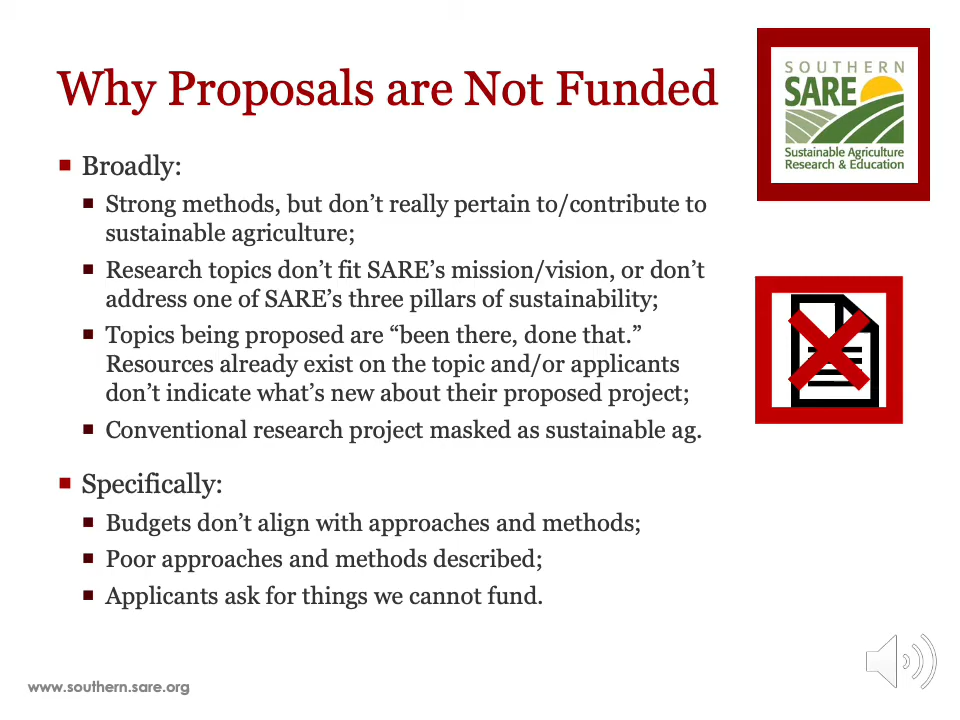 Why Proposals are Not Funded
SOUTHERN
SARE
Sustainable Agriculture
Research & Education
Broadly:
Strong methods, but don’t really pertain to/contribute to
sustainable agriculture;
Research topics don’t fit SARE’s mission/vision, or don’t
address one of SARE’s three pillars of sustainability;
Topics being proposed are “been there, done that.”
Resources already exist on the topic and/or applicants
don’t indicate what’s new about their proposed project;
Conventional research project masked as sustainable ag.
Specifically:
Budgets don’t align with approaches and methods;
Poor approaches and methods described;
Applicants ask for things we cannot fund.
www.southern.sare.org